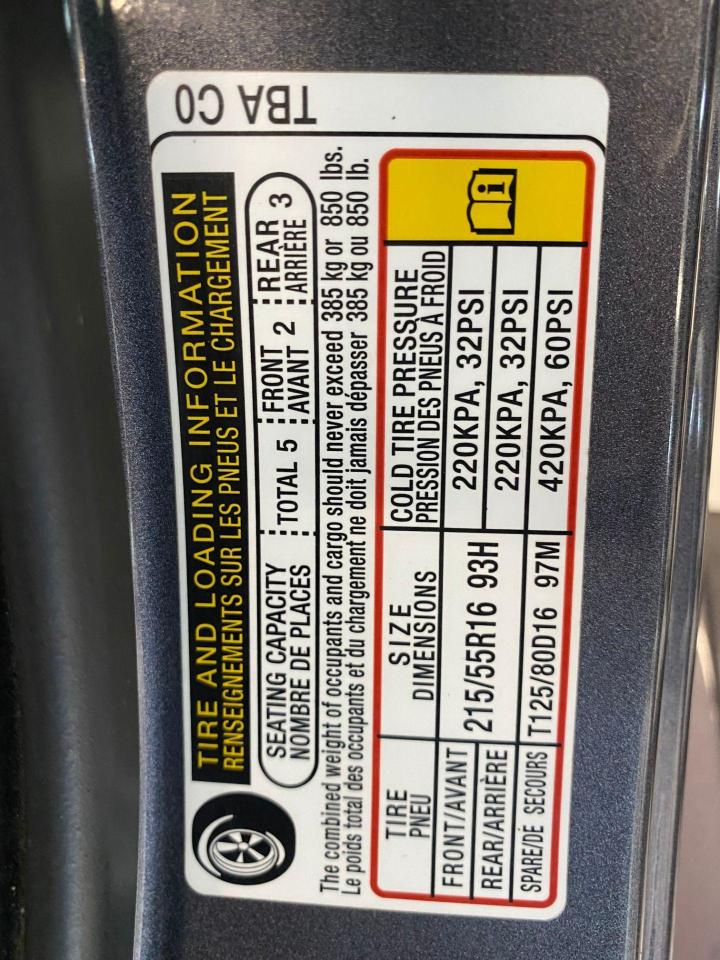 TBA C0
TIRE AND LOADING INFORMATION
RENSEIGNEMENTS SUR LES PNEUS ET LE CHARGEMENT
SEATING CAPACITY TOTAL 5 FRONT 2 REAR 3
NOMBRE DE PLACES AVANT ARRIÈRE
The combined weight of occupants and cargo should never exceed 385 kg or 850 lbs.
Le poids total des occupants et du chargement ne doit jamais dépasser 385 kg ou 850 lb.
TIRE SIZE COLD TIRE PRESSURE
PNEU DIMENSIONS PRESSION DES PNEUS À FROID
FRONT/AVANT 215/55R16 93H 220KPA, 32PSI
REAR/ARRIÈRE 220KPA, 32PSI
SPARE/DE SECOURS T125/80D16 97M 420KPA, 60PSI